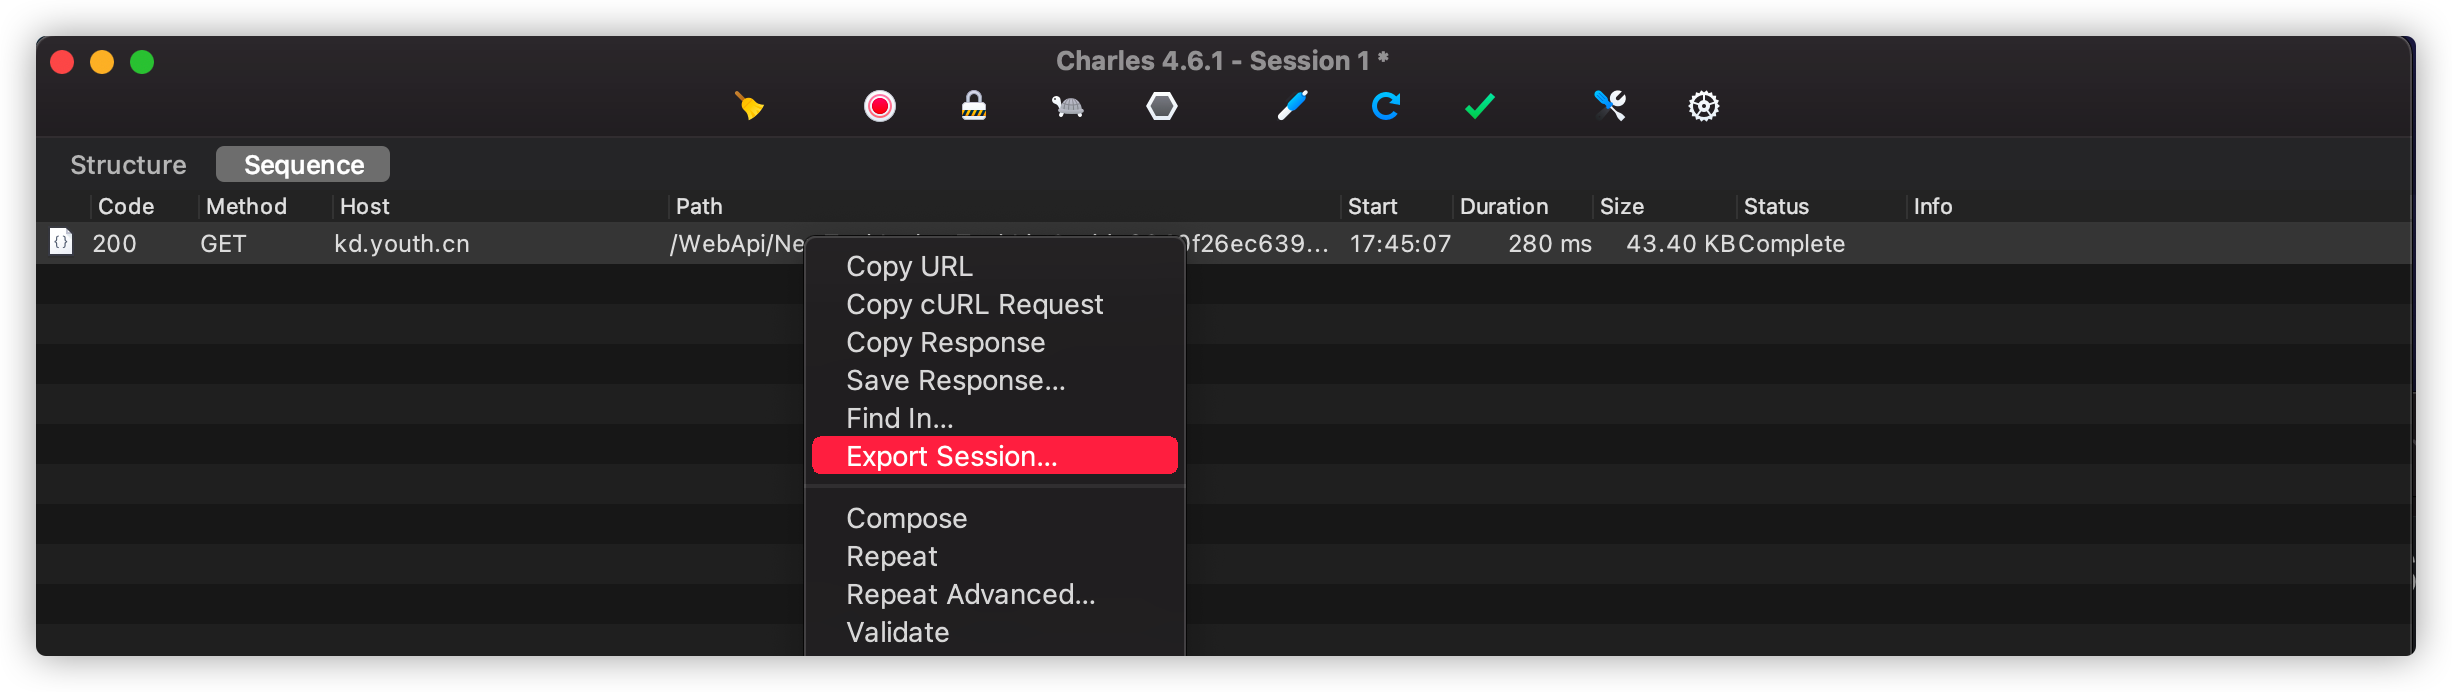 Charles 4.6.1 - Session 1 *
Structure Sequence
Code Method Host Path Start Duration Size Status Info
200 GET kd.youth.cn /WebApi/Ne f26ec639... 17:45:07 280 ms 43.40 KB Complete
Copy URL
Copy cURL Request
Copy Response
Save Response...
Find In...
Export Session...
Compose
Repeat
Repeat Advanced...
Validate